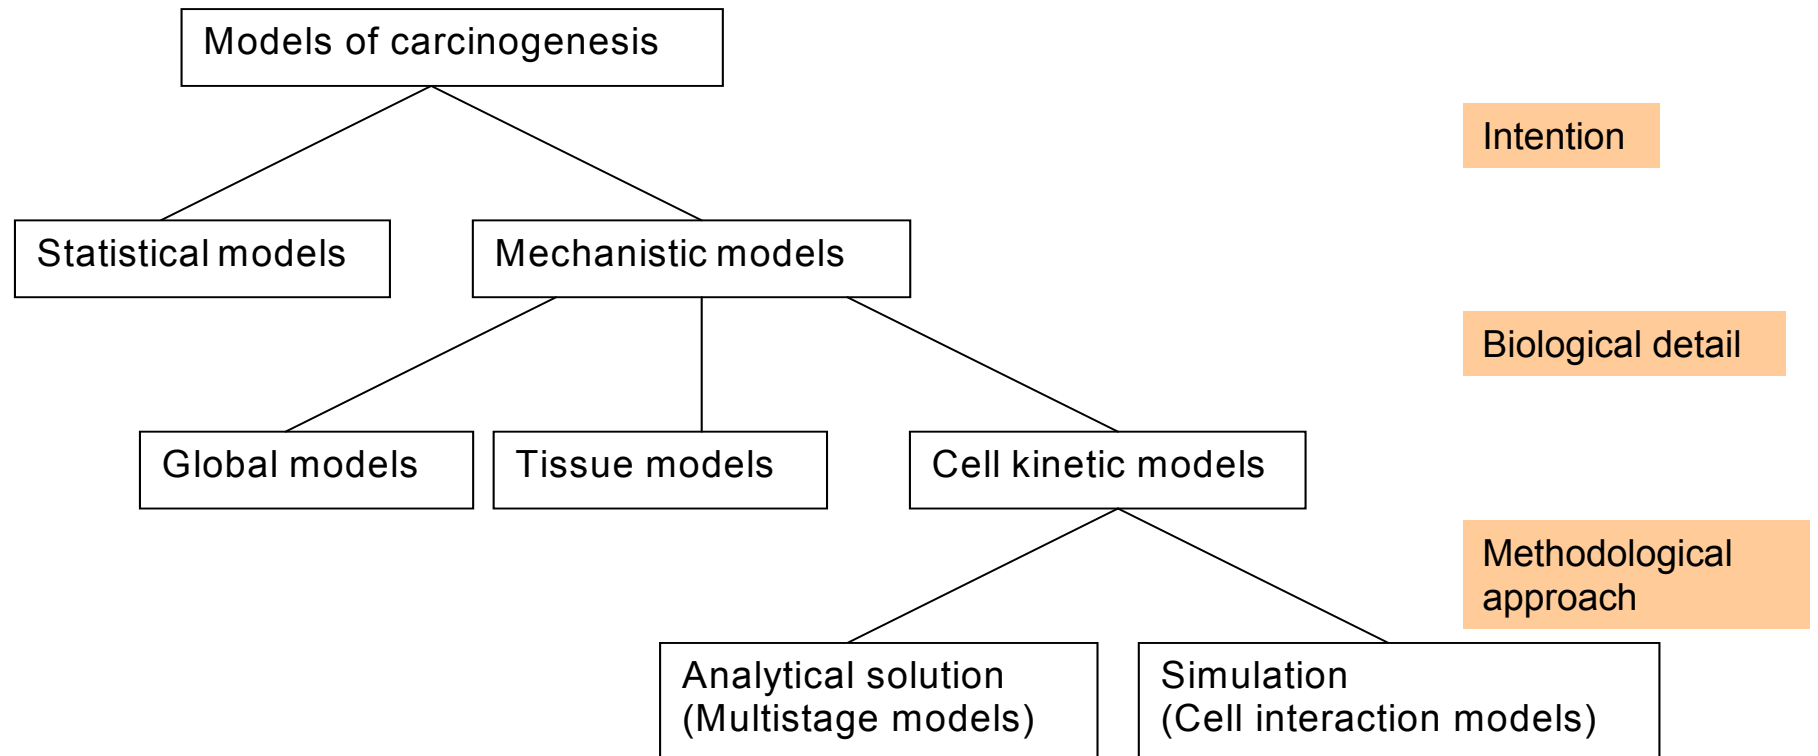 Models of carcinogenesis
Intention
Statistical models
Mechanistic models
Biological detail
Global models
Tissue models
Cell kinetic models
Methodological
approach
Analytical solution
(Multistage models)
Simulation
(Cell interaction models)